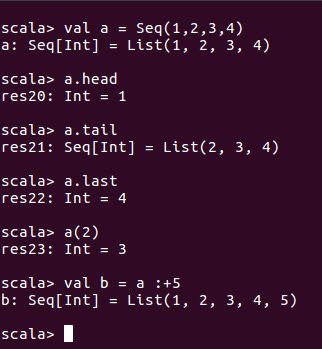 scala> val a = Seq(1,2,3,4)
a: Seq[Int] = List(1, 2, 3, 4)
scala> a.head
res20: Int = 1
scala> a.tail
res21: Seq[Int] = List(2, 3, 4)
scala> a.last
res22: Int = 4
scala> a(2)
res23: Int = 3
scala> val b = a :+5
b: Seq[Int] = List(1, 2, 3, 4, 5)
scala>